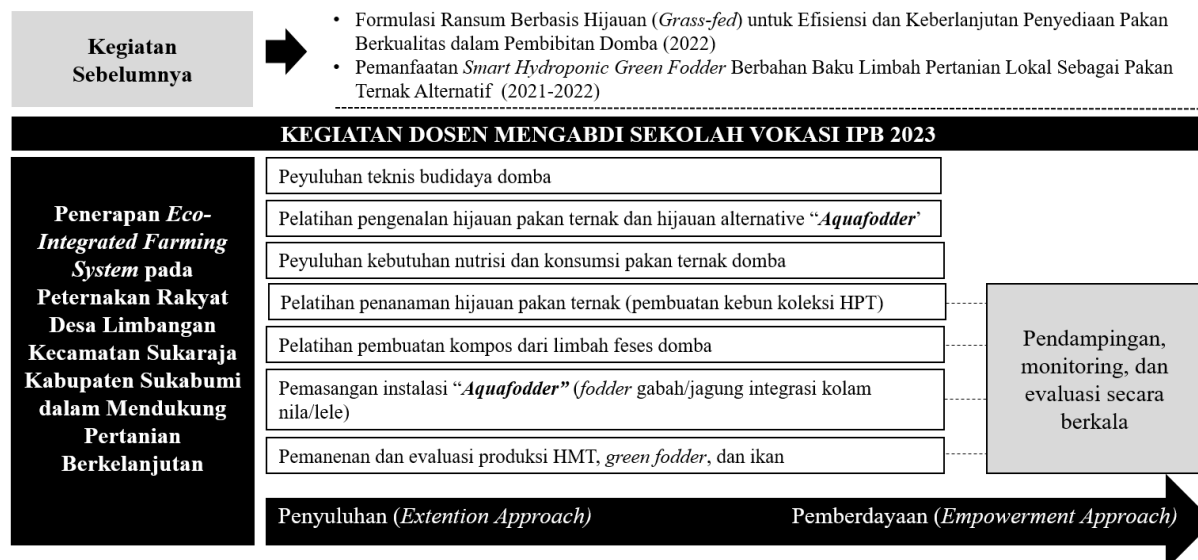 Kegiatan
Sebelumnya
• Formulasi Ransum Berbasis Hijauan (Grass-fed) untuk Efisiensi dan Keberlanjutan Penyediaan Pakan
Berkualitas dalam Pembibitan Domba (2022)
• Pemanfaatan Smart Hydroponic Green Fodder Berbahan Baku Limbah Pertanian Lokal Sebagai Pakan
Ternak Alternatif (2021-2022)
KEGIATAN DOSEN MENGABDI SEKOLAH VOKASI IPB 2023
Penerapan Eco-
Integrated Farming
System pada
Peternakan Rakyat
Desa Limbangan
Kecamatan Sukaraja
Kabupaten Sukabumi
dalam Mendukung
Pertanian
Berkelanjutan
Peyuluhan teknis budidaya domba
Pelatihan pengenalan hijauan pakan ternak dan hijauan alternative “Aquafodder’
Peyuluhan kebutuhan nutrisi dan konsumsi pakan ternak domba
Pelatihan penanaman hijauan pakan ternak (pembuatan kebun koleksi HPT)
Pelatihan pembuatan kompos dari limbah feses domba
Pemasangan instalasi “Aquafodder” (fodder gabah/jagung integrasi kolam
nila/lele)
Pemanenan dan evaluasi produksi HMT, green fodder, dan ikan
Pendampingan,
monitoring, dan
evaluasi secara
berkala
Penyuluhan (Extention Approach)
Pemberdayaan (Empowerment Approach)